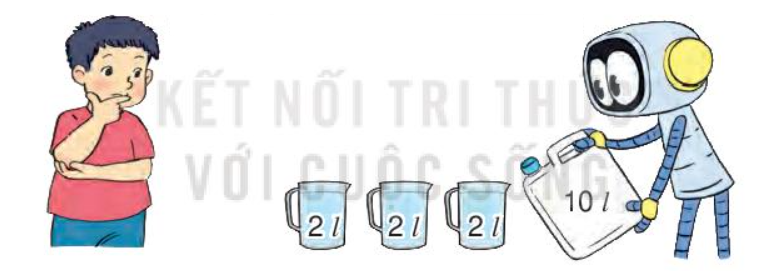 KẾT NỐI TRI THỨC
VỚI CUỘC SỐNG
2 l 2 l 2 l 10 l